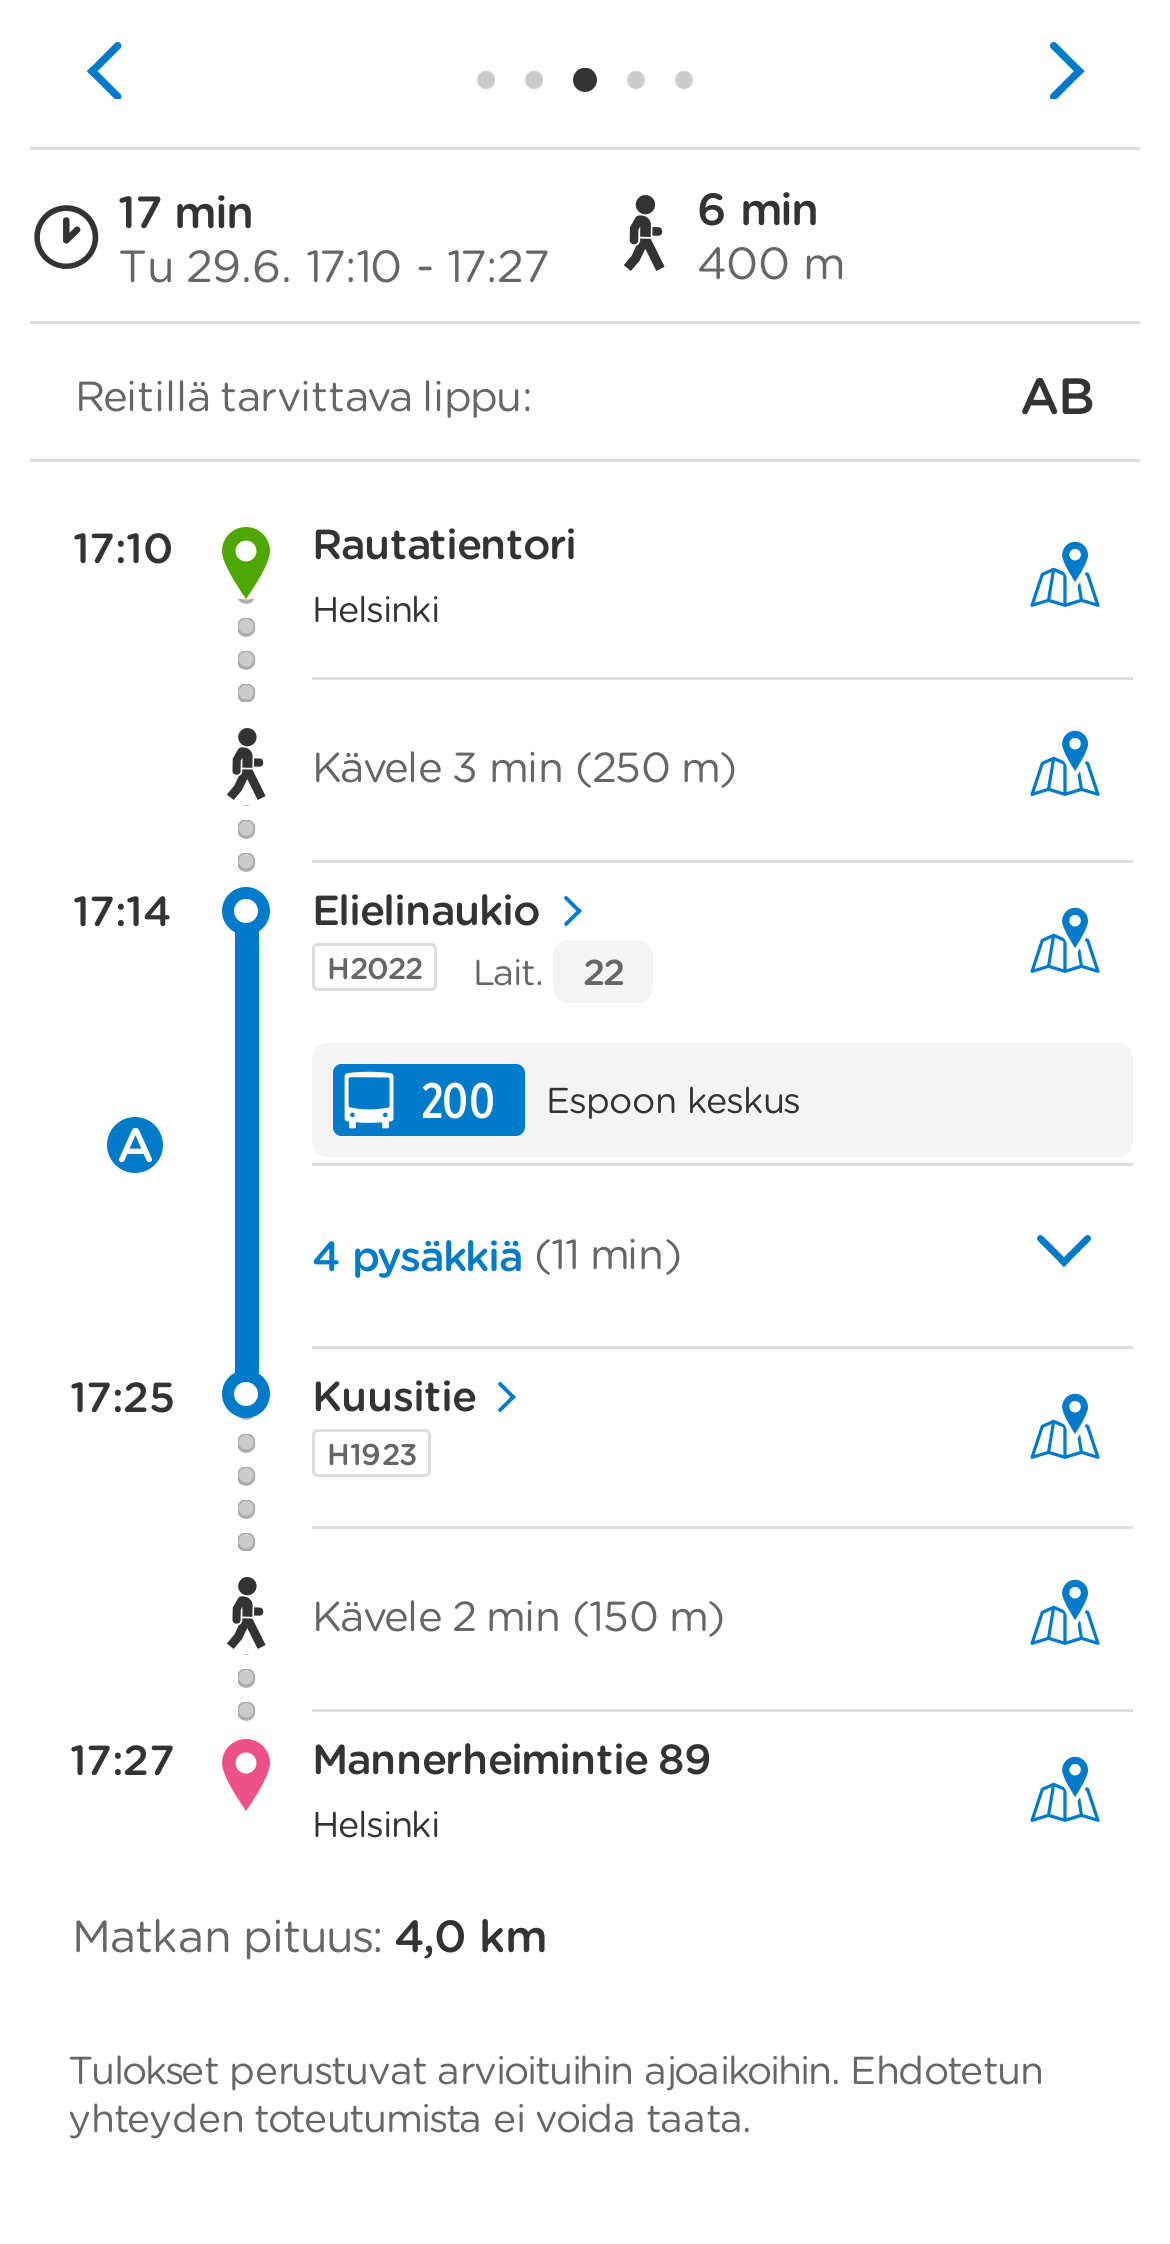 17 min
Tu 29.6. 17:10 - 17:27
6 min
400 m
Reitillä tarvittava lippu: AB
17:10 Rautatientori
Helsinki
Kävele 3 min (250 m)
17:14 Elielinaukio
H2022 Lait. 22
200 Espoon keskus
A
4 pysäkkiä (11 min)
17:25 Kuusitie
H1923
Kävele 2 min (150 m)
17:27 Mannerheimintie 89
Helsinki
Matkan pituus: 4,0 km
Tulokset perustuvat arvioituihin ajoaikoihin. Ehdotetun
yhteyden toteutumista ei voida taata.